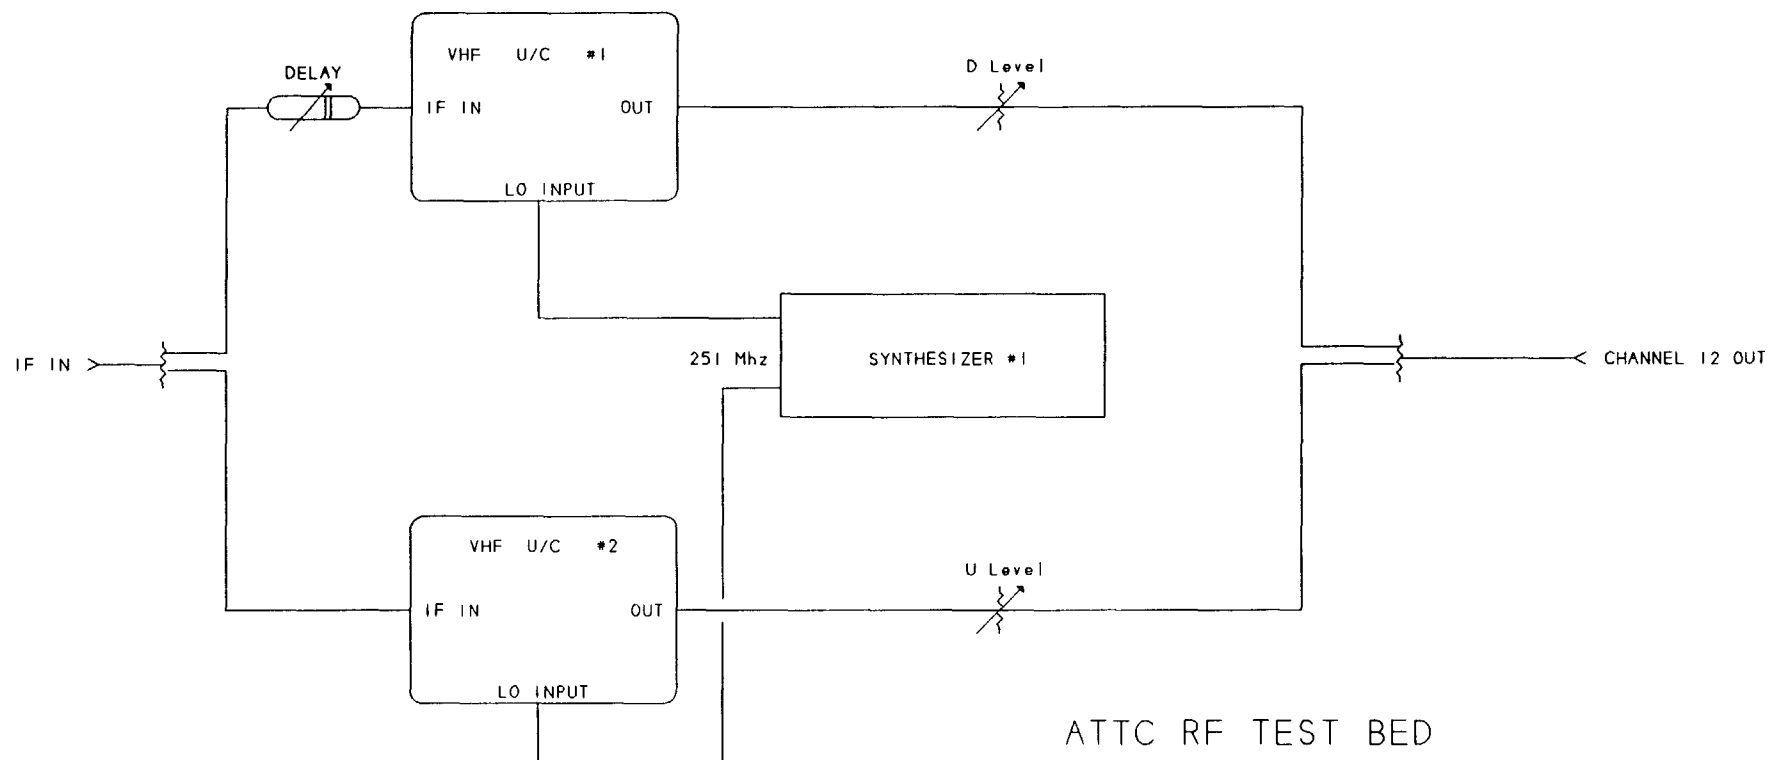 VHF U/C #1
DELAY
D Level
IF IN
OUT
LO INPUT
IF IN
251 Mhz
SYNTHESIZER #1
CHANNEL 12 OUT
VHF U/C #2
U Level
IF IN
OUT
LO INPUT
ATTC RF TEST BED